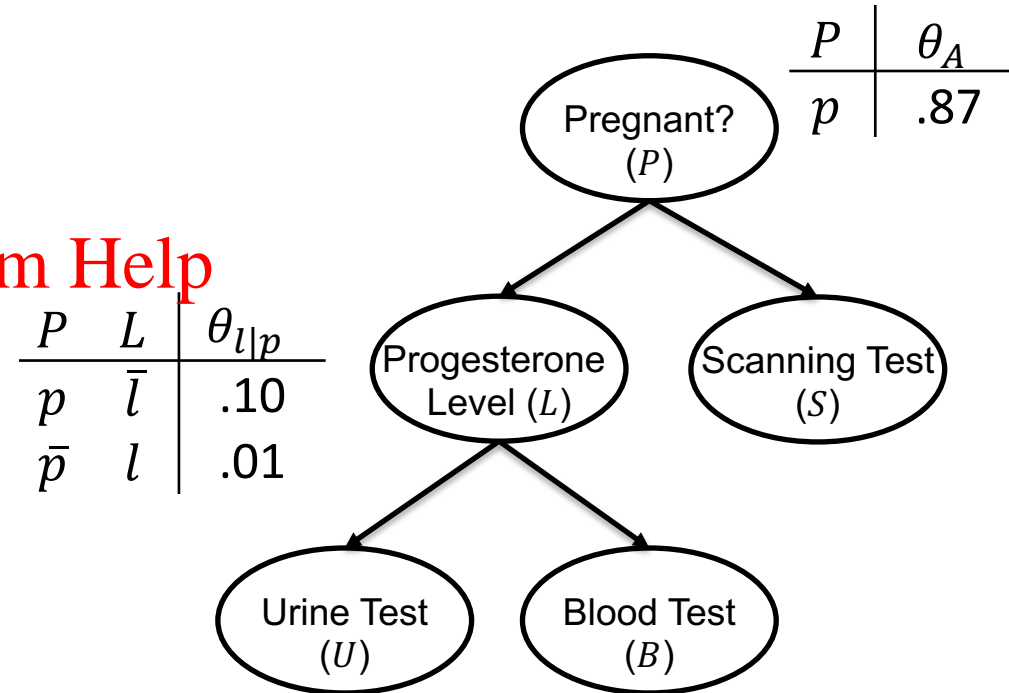 P θ_A
p .87
Pregnant?
(P)
m Help
P L θ_{l|p}
p l̄ .10
p̄ l .01
Progesterone
Level (L)
Scanning Test
(S)
Urine Test
(U)
Blood Test
(B)